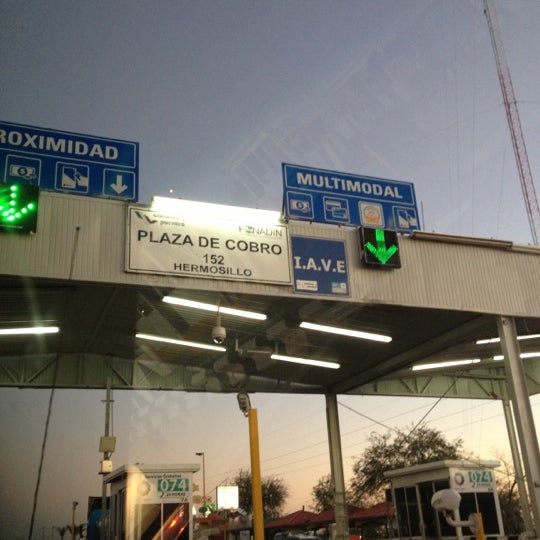 ROXIMIDAD
MULTIMODAL
FONADIN
PLAZA DE COBRO
152
HERMOSILLO
I.A.V.E
074
074